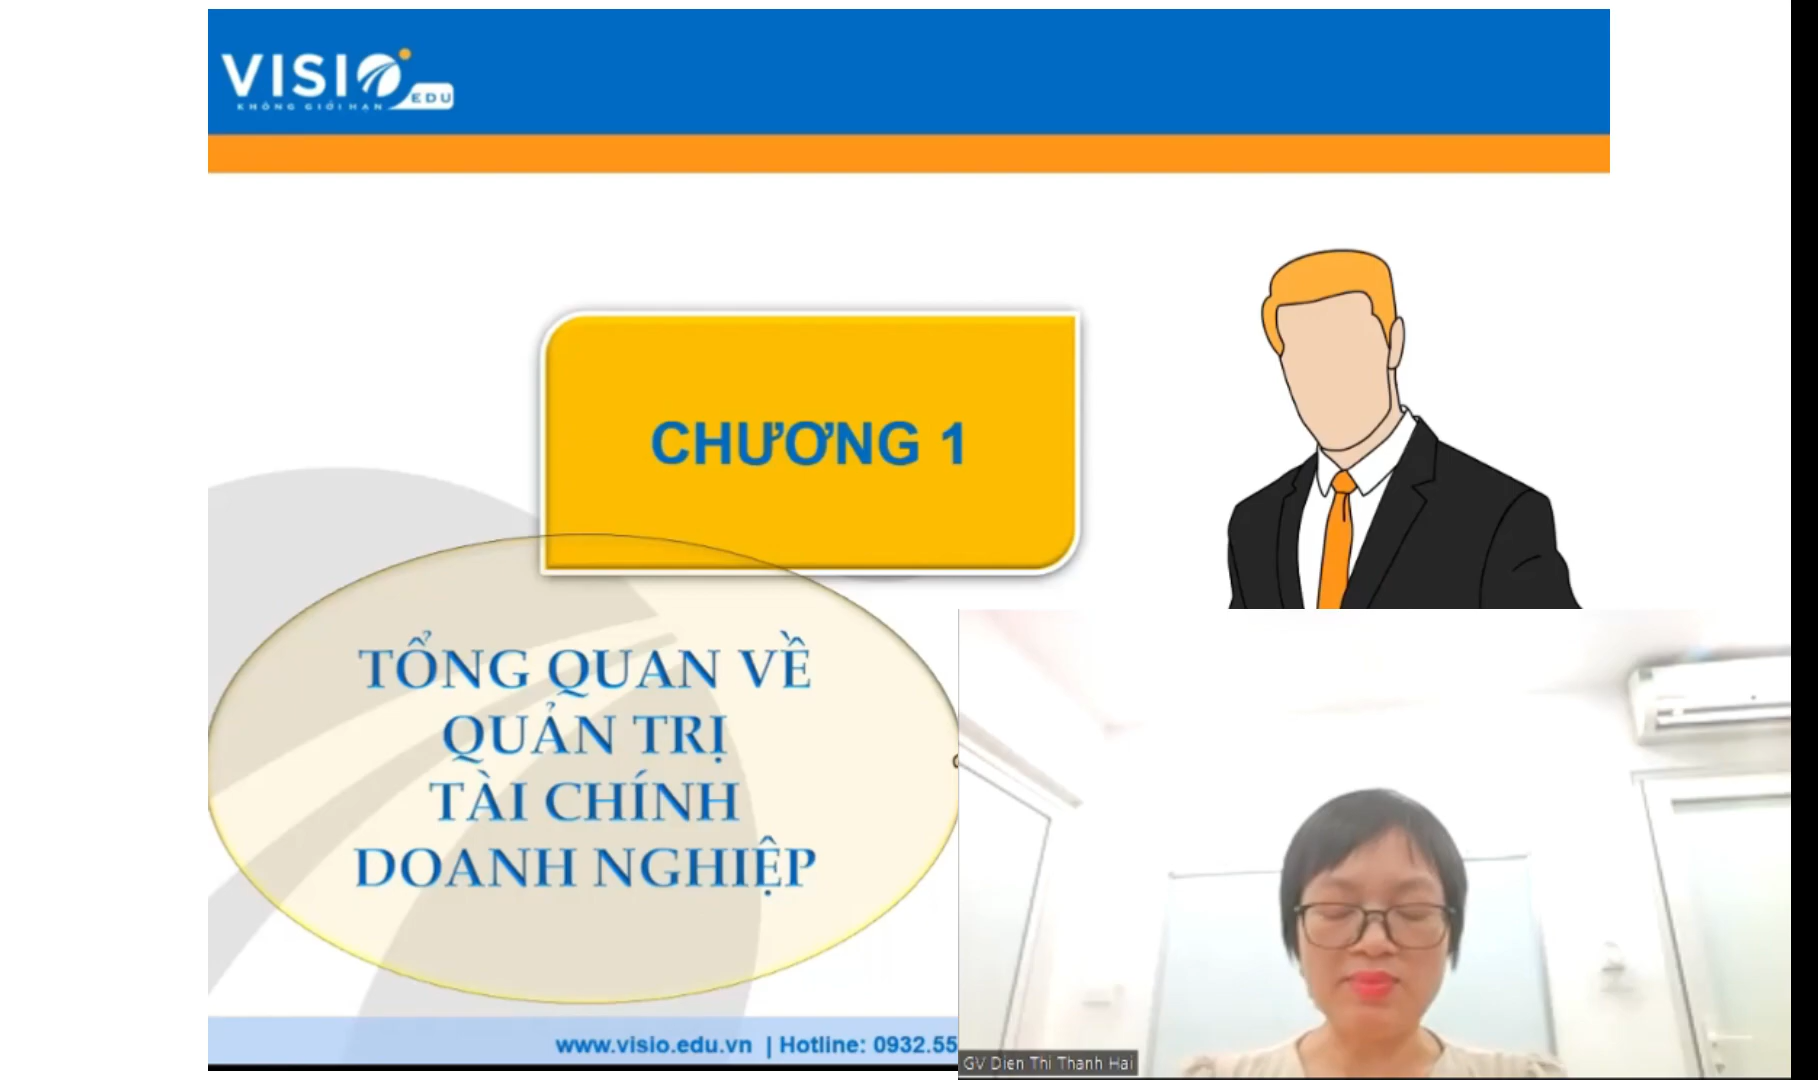 VISIO
EDU
KHÔNG GIỚI HẠN
CHƯƠNG 1
TỔNG QUAN VỀ
QUẢN TRỊ
TÀI CHÍNH
DOANH NGHIỆP
www.visio.edu.vn | Hotline: 0932.55
GV Dien Thi Thanh Hai